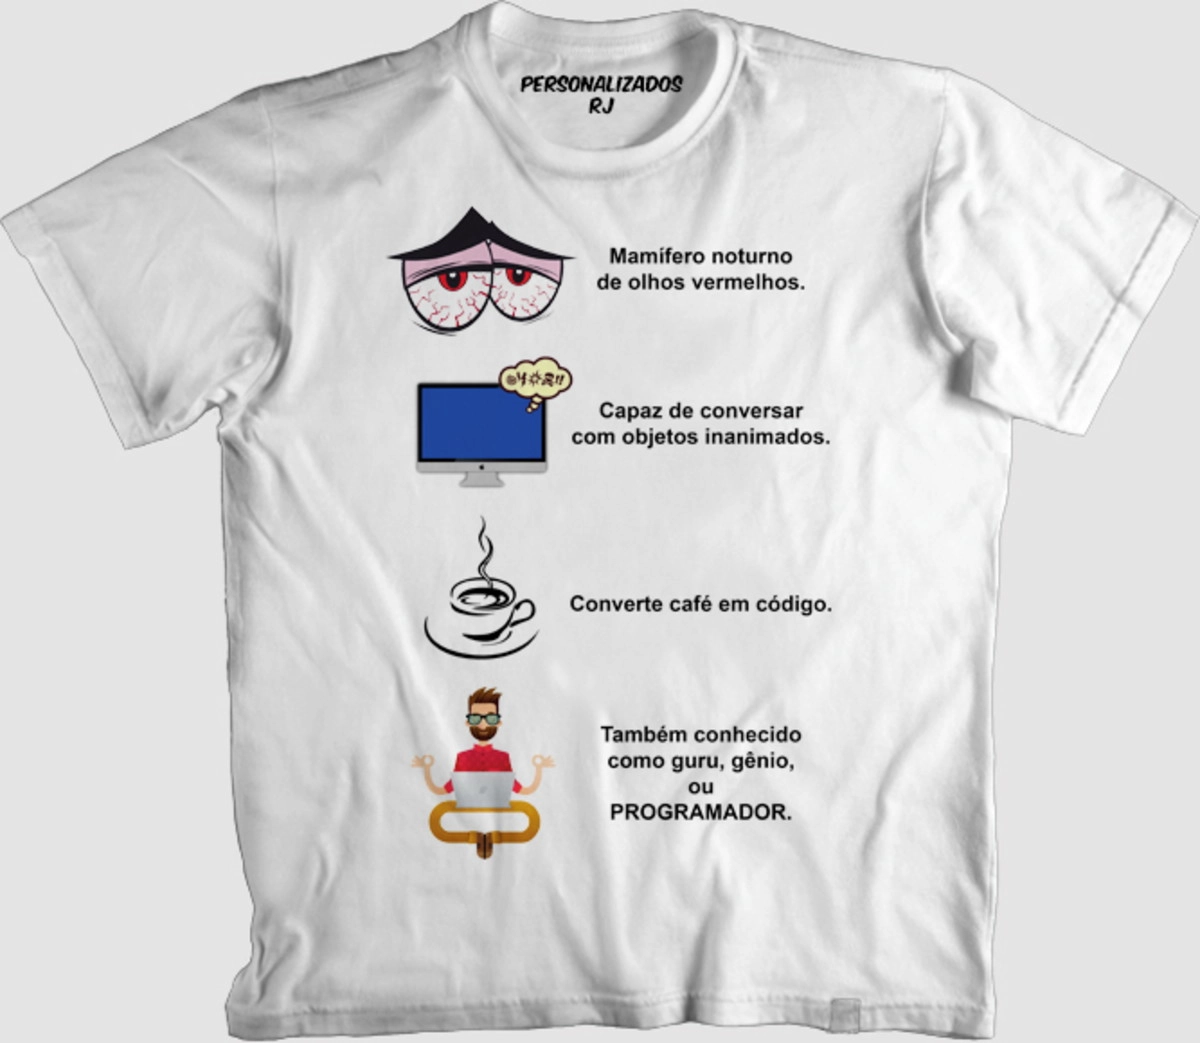 PERSONALIZADOS
RJ
Mamífero noturno
de olhos vermelhos.
Capaz de conversar
com objetos inanimados.
Converte café em código.
Também conhecido
como guru, gênio,
ou
PROGRAMADOR.